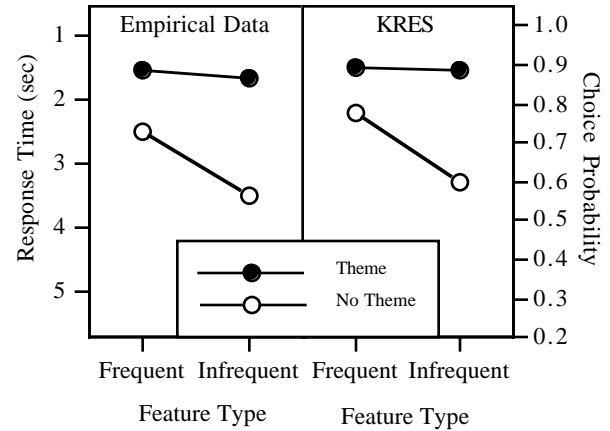 Empirical Data
KRES
Response Time (sec)
1
2
3
4
5
1.0
0.9
0.8
0.7
0.6
0.5
0.4
0.3
0.2
Choice Probability
Theme
No Theme
Frequent Infrequent Frequent Infrequent
Feature Type Feature Type